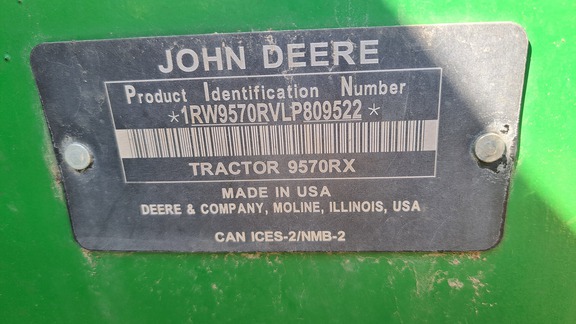 JOHN DEERE
Product Identification Number
*1RW9570RVLP809522*
TRACTOR 9570RX
MADE IN USA
DEERE & COMPANY, MOLINE, ILLINOIS, USA
CAN ICES-2/NMB-2